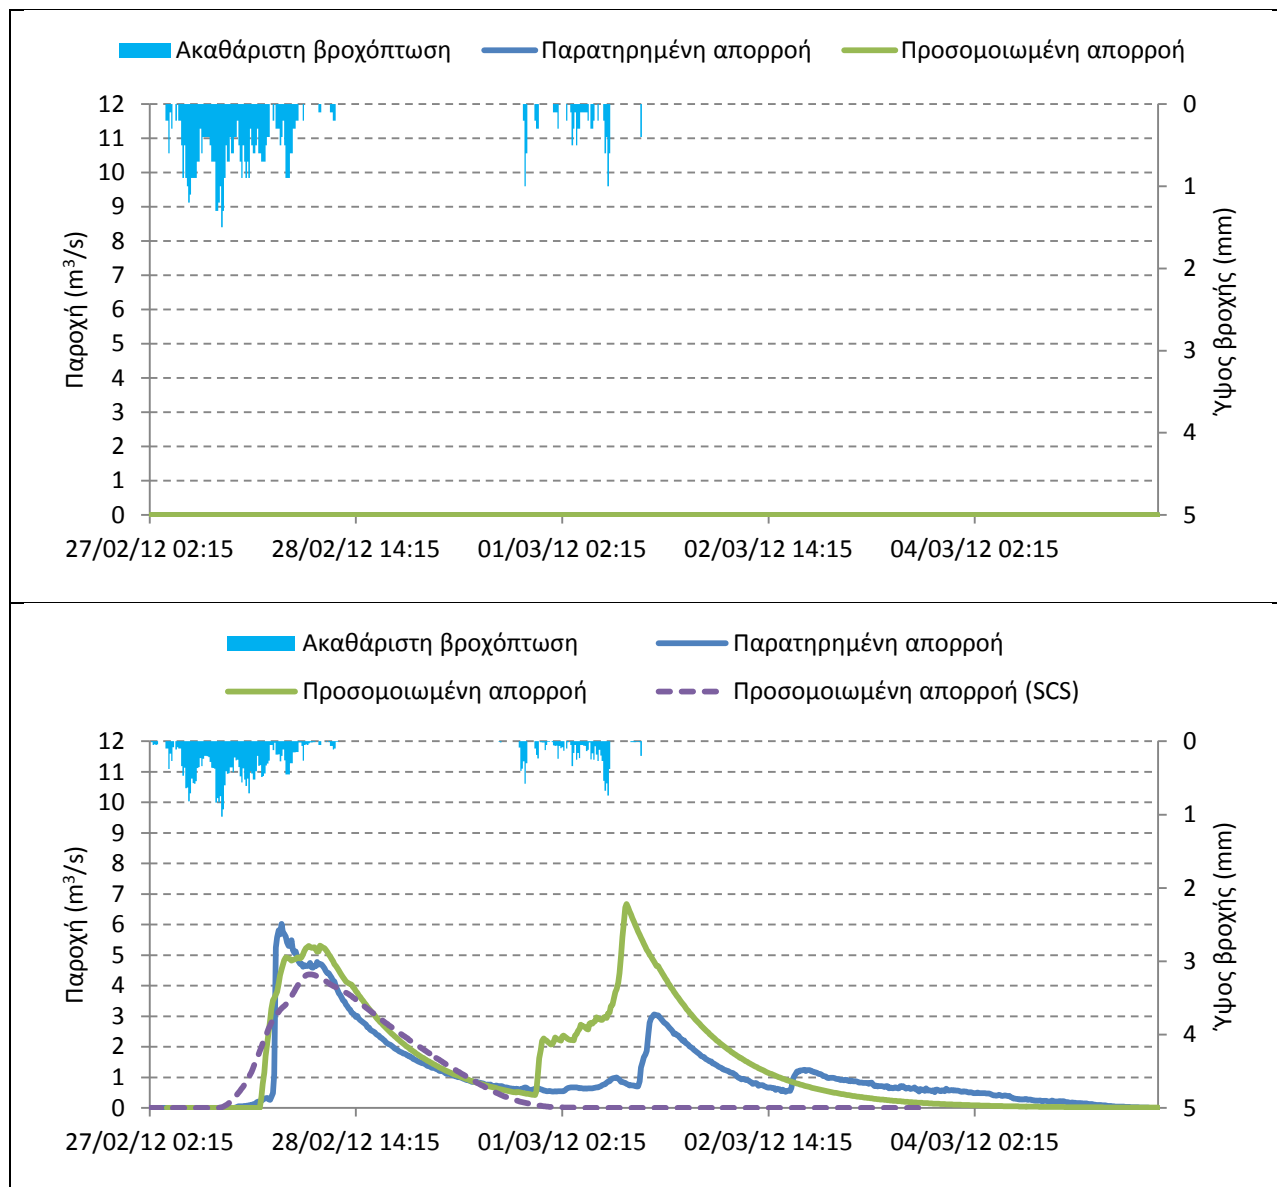 Ακαθάριστη βροχόπτωση Παρατηρημένη απορροή Προσομοιωμένη απορροή
12 0
11
10 1
9
8 2
7
6
5 3
4
3 4
2
1
0 5
Παροχή (m³/s)
Ύψος βροχής (mm)
27/02/12 02:15 28/02/12 14:15 01/03/12 02:15 02/03/12 14:15 04/03/12 02:15
Ακαθάριστη βροχόπτωση Παρατηρημένη απορροή
Προσομοιωμένη απορροή Προσομοιωμένη απορροή (SCS)
12 0
11
10 1
9
8
7 2
6
5 3
4
3
2 4
1
0 5
Παροχή (m³/s)
Ύψος βροχής (mm)
27/02/12 02:15 28/02/12 14:15 01/03/12 02:15 02/03/12 14:15 04/03/12 02:15